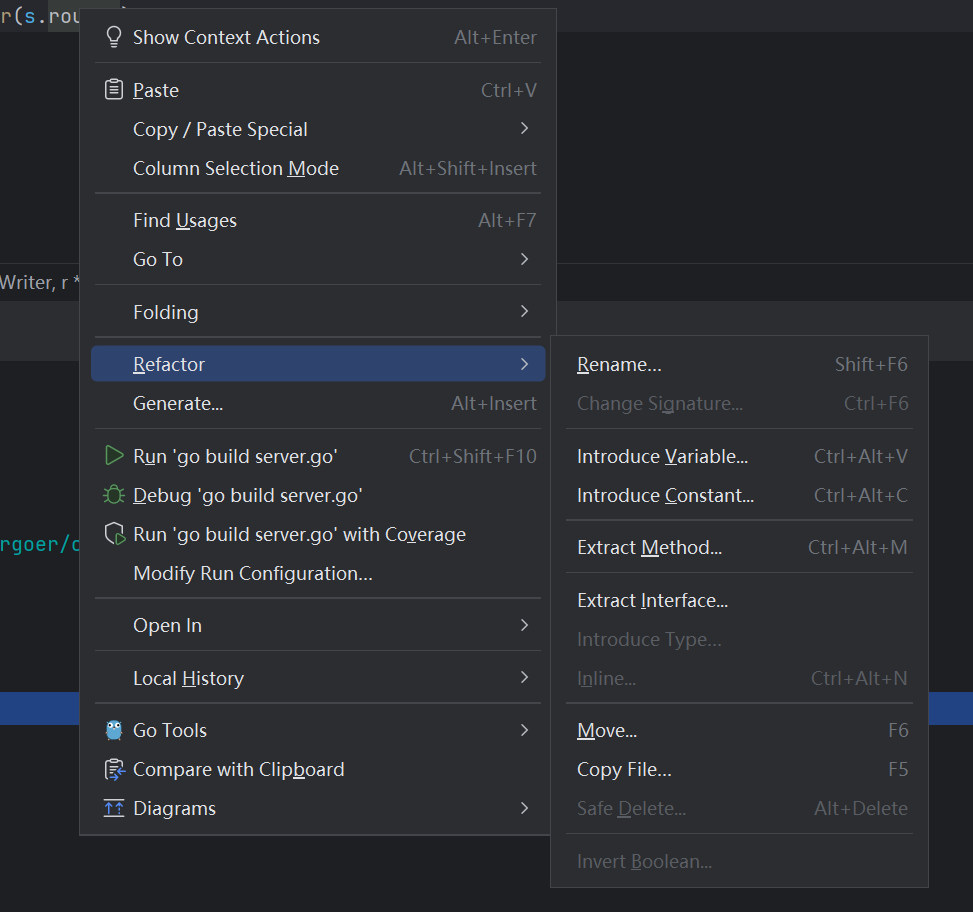 r(s.rou
Show Context Actions Alt+Enter
Paste Ctrl+V
Copy / Paste Special
Column Selection Mode Alt+Shift+Insert
Find Usages Alt+F7
Go To
Writer, r *
Folding
Refactor
Generate... Alt+Insert
Run 'go build server.go' Ctrl+Shift+F10
Debug 'go build server.go'
Run 'go build server.go' with Coverage
rgoer/c
Modify Run Configuration...
Open In
Local History
Go Tools
Compare with Clipboard
Diagrams
Rename... Shift+F6
Change Signature... Ctrl+F6
Introduce Variable... Ctrl+Alt+V
Introduce Constant... Ctrl+Alt+C
Extract Method... Ctrl+Alt+M
Extract Interface...
Introduce Type...
Inline... Ctrl+Alt+N
Move... F6
Copy File... F5
Safe Delete... Alt+Delete
Invert Boolean...